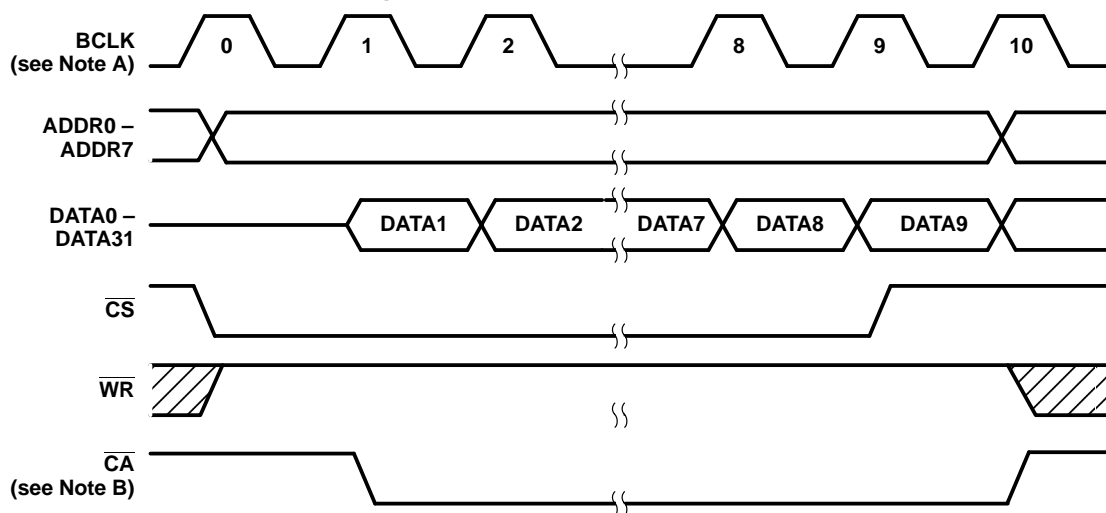 0 1 2 8 9 10
BCLK
(see Note A)
ADDR0 –
ADDR7
DATA0 –
DATA31
DATA1 DATA2 DATA7 DATA8 DATA9
CS
WR
CA
(see Note B)